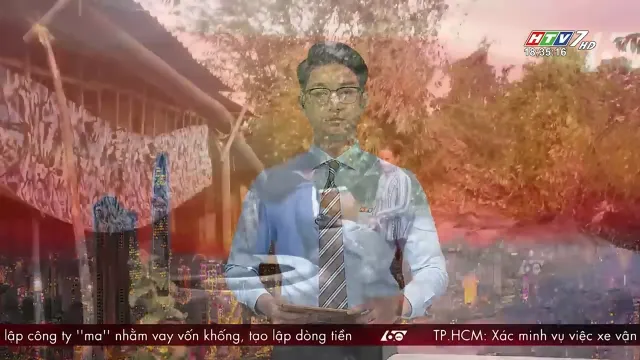 HTV7 HD
18:35:16
lập công ty "ma" nhằm vay vốn khống, tạo lập dòng tiền
60
TP.HCM: Xác minh vụ việc xe vận